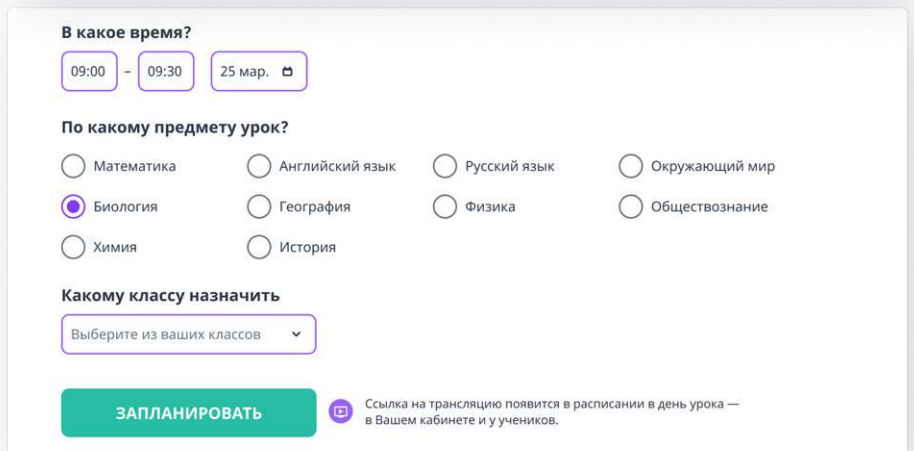 В какое время?
09:00 – 09:30 25 мар.
По какому предмету урок?
Математика Английский язык Русский язык Окружающий мир
Биология География Физика Обществознание
Химия История
Какому классу назначить
Выберите из ваших классов
ЗАПЛАНИРОВАТЬ
Ссылка на трансляцию появится в расписании в день урока —
в Вашем кабинете и у учеников.